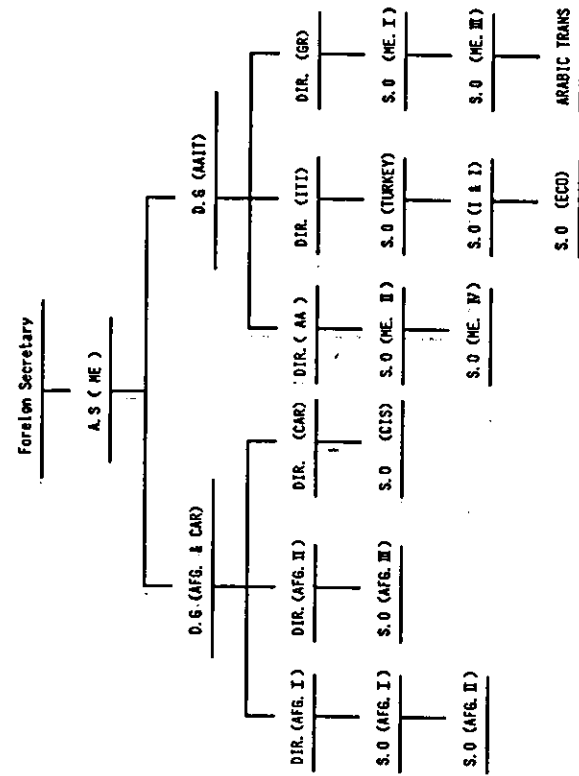 Foreion Secretary
A.S ( ME )
D.G (AFG. & CAR)
D.G (AAIT)
DIR. (AFG. I)
DIR. (AFG. II)
DIR. (CAR)
DIR. ( AA )
DIR. (ITI)
DIR. (GR)
S.O (AFG. I)
S.O (AFG. III)
S.O (CIS)
S.O (ME. II)
S.O (TURKEY)
S.O (ME. I)
S.O (AFG. II)
S.O (ME. IV)
S.O (I & I)
S.O (ME. III)
S.O (ECO)
ARABIC TRANS